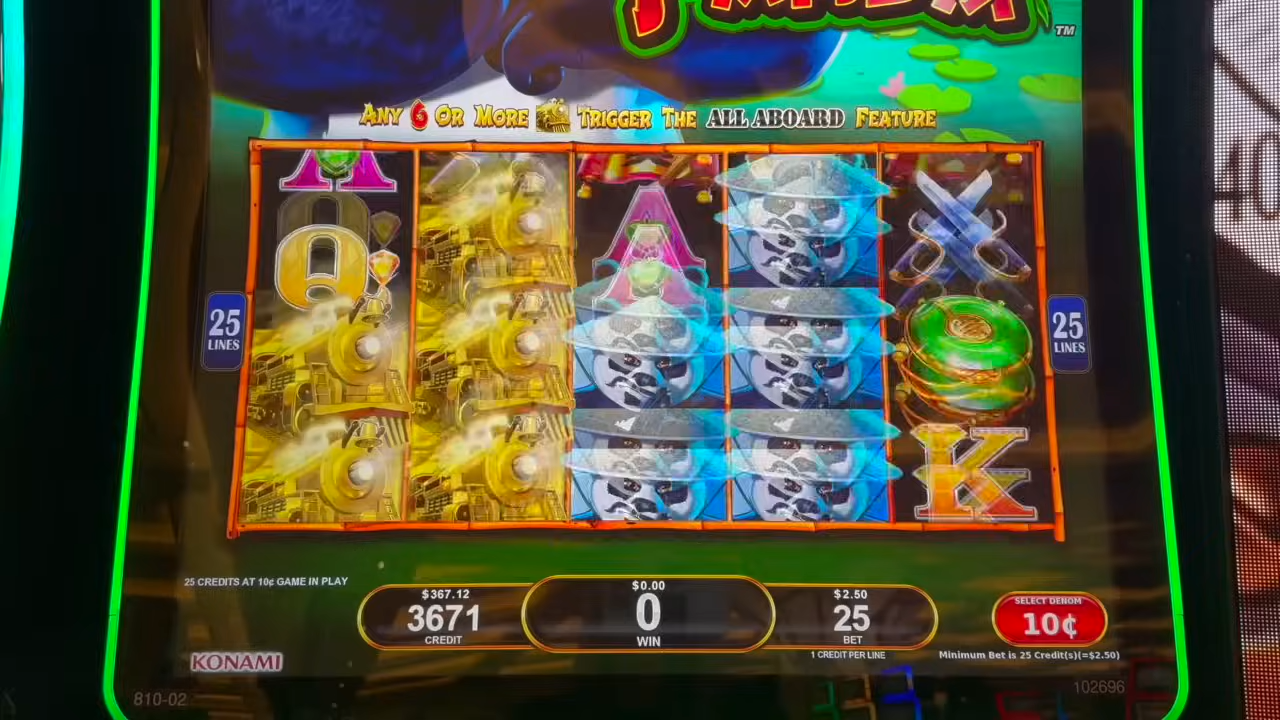 TM
ANY 6 OR MORE TRIGGER THE ALL ABOARD FEATURE
A
Q
A
K
25
LINES
25
LINES
25 CREDITS AT 10¢ GAME IN PLAY
$367.12
3671
CREDIT
$0.00
0
WIN
$2.50
25
BET
1 CREDIT PER LINE
SELECT DENOM
10¢
Minimum Bet is 25 Credit(s)(=$2.50)
KONAMI
810-02
102696